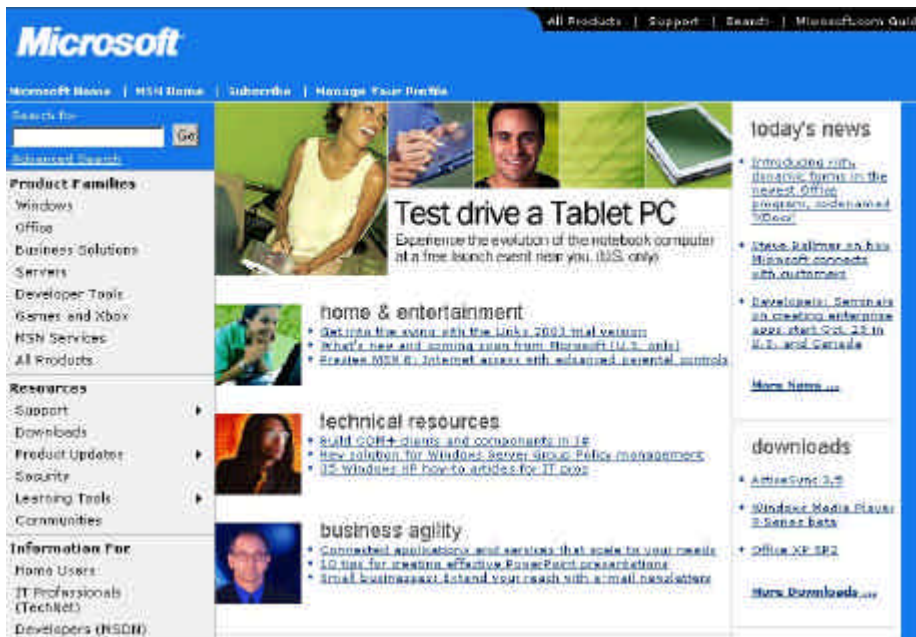 All Products | Support | Search | Microsoft.com Guid
Microsoft
Microsoft Home | MSN Home | Subscribe | Manage Your Profile
Search for
Go
Advanced Search
Product Families
Windows
Office
Business Solutions
Servers
Developer Tools
Games and Xbox
MSN Services
All Products
Resources
Support
Downloads
Product Updates
Security
Learning Tools
Communities
Information For
Home Users
IT Professionals
(TechNet)
Developers (MSDN)
Test drive a Tablet PC
Experience the evolution of the notebook computer
at a free launch event near you. (U.S. only)
home & entertainment
Get into the swing with the Links 2003 trial version
What's new and coming soon from Microsoft (U.S. only)
Preview MSN 8: Internet access with advanced parental controls
technical resources
Build COM+ clients and components in J#
New solution for Windows Server Group Policy management
35 Windows XP how-to articles for IT pros
business agility
Connected applications and services that scale to your needs
10 tips for creating effective PowerPoint presentations
Small businesses: Extend your reach with e-mail newsletters
today's news
Introducing rich,
dynamic forms in the
newest Office
program, codenamed
"XDocs"
Steve Ballmer on how
Microsoft connects
with customers
Developers: Seminars
on creating enterprise
apps start Oct. 23 in
U.S. and Canada
More News ...
downloads
ActiveSync 3.5
Windows Media Player
9 Series beta
Office XP SP2
More Downloads ...